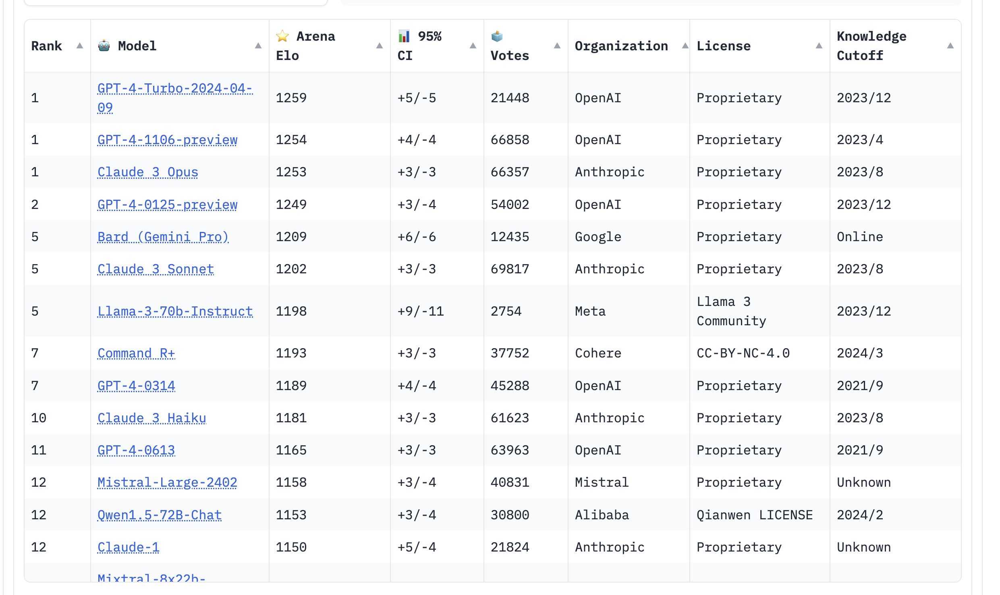 Rank ▲ 🤖 Model ▲ ⭐ Arena Elo ▲ 📊 95% CI ▲ 🗳️ Votes ▲ Organization ▲ License ▲ Knowledge Cutoff ▲
1 GPT-4-Turbo-2024-04-09 1259 +5/-5 21448 OpenAI Proprietary 2023/12
1 GPT-4-1106-preview 1254 +4/-4 66858 OpenAI Proprietary 2023/4
1 Claude 3 Opus 1253 +3/-3 66357 Anthropic Proprietary 2023/8
2 GPT-4-0125-preview 1249 +3/-4 54002 OpenAI Proprietary 2023/12
5 Bard (Gemini Pro) 1209 +6/-6 12435 Google Proprietary Online
5 Claude 3 Sonnet 1202 +3/-3 69817 Anthropic Proprietary 2023/8
5 Llama-3-70b-Instruct 1198 +9/-11 2754 Meta Llama 3 Community 2023/12
7 Command R+ 1193 +3/-3 37752 Cohere CC-BY-NC-4.0 2024/3
7 GPT-4-0314 1189 +4/-4 45288 OpenAI Proprietary 2021/9
10 Claude 3 Haiku 1181 +3/-3 61623 Anthropic Proprietary 2023/8
11 GPT-4-0613 1165 +3/-3 63963 OpenAI Proprietary 2021/9
12 Mistral-Large-2402 1158 +3/-4 40831 Mistral Proprietary Unknown
12 Qwen1.5-72B-Chat 1153 +3/-4 30800 Alibaba Qianwen LICENSE 2024/2
12 Claude-1 1150 +5/-4 21824 Anthropic Proprietary Unknown
Mixtral-8x22b-